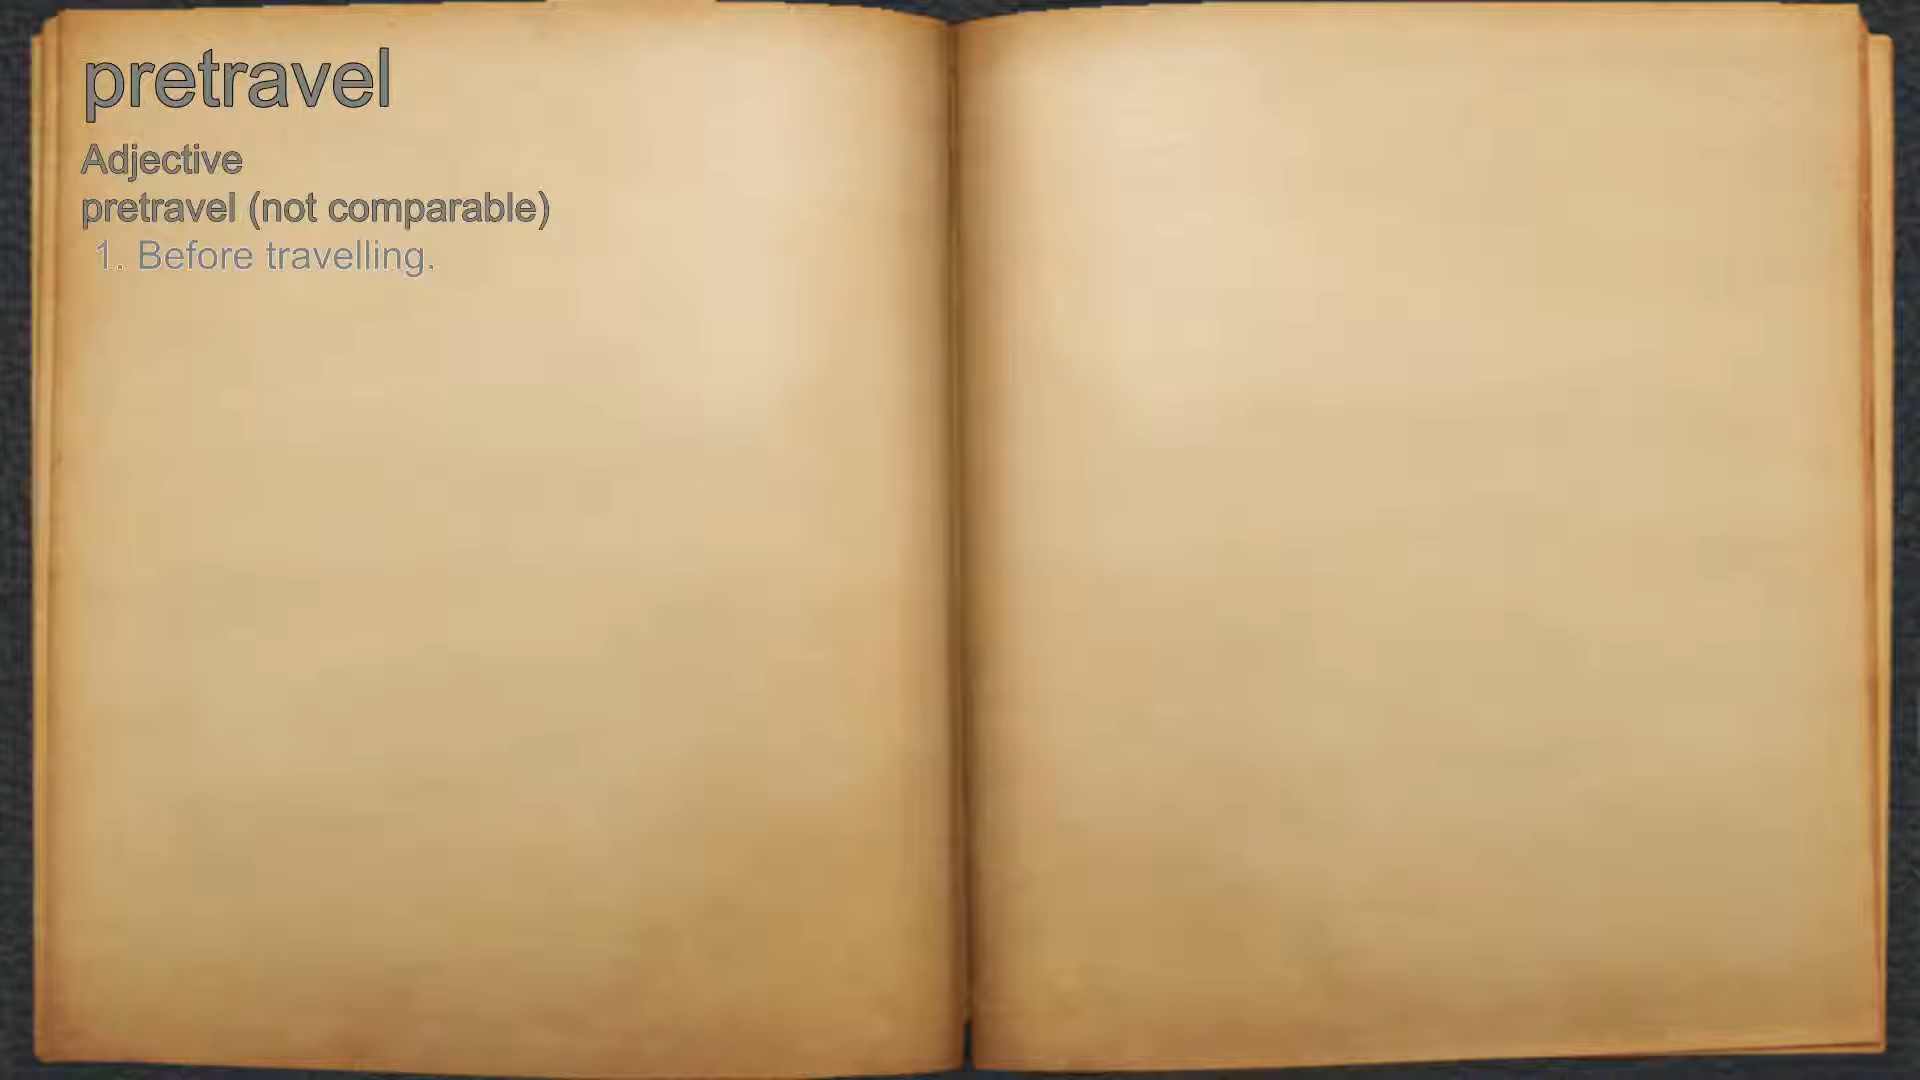 pretravel
Adjective
pretravel (not comparable)
1. Before travelling.